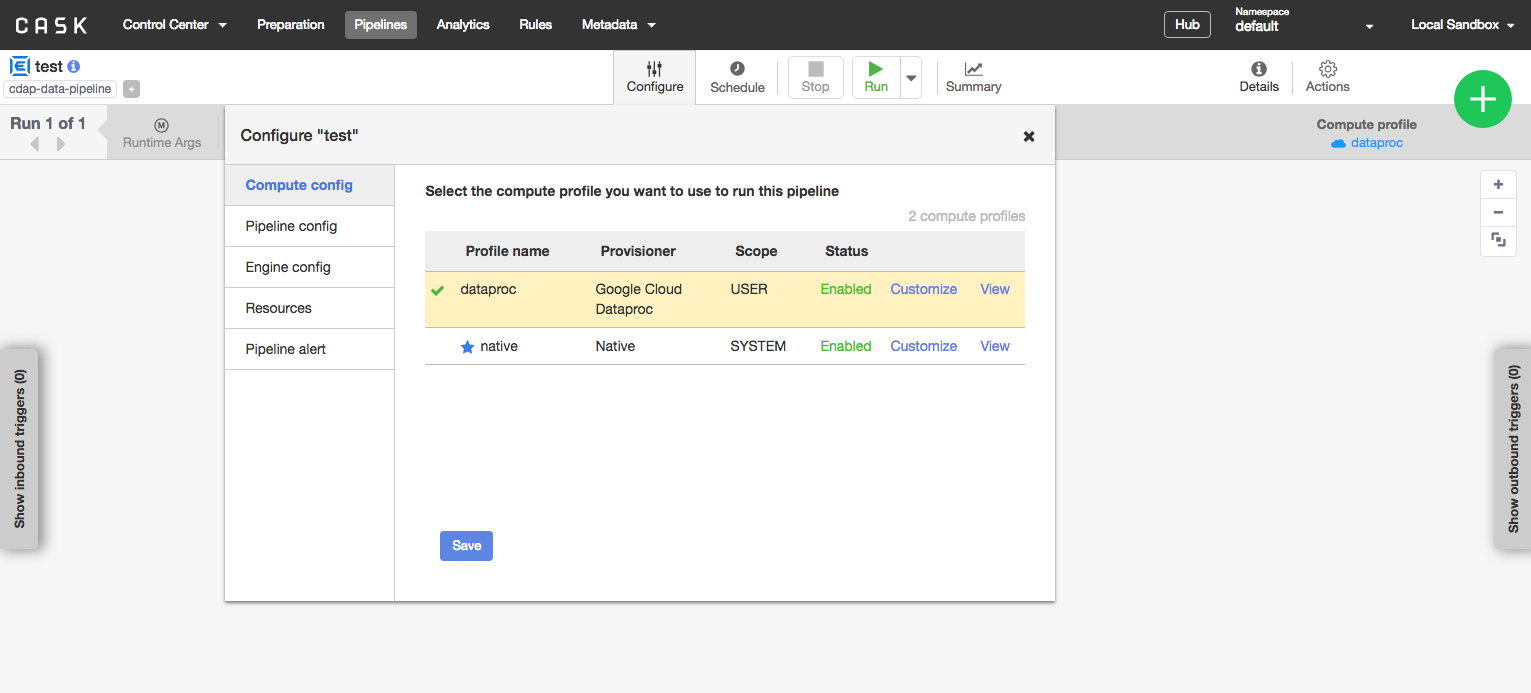 CASK
Control Center
Preparation
Pipelines
Analytics
Rules
Metadata
Hub
Namespace
default
Local Sandbox
test
cdap-data-pipeline
+
Configure
Schedule
Stop
Run
Summary
Details
Actions
Run 1 of 1
M
Runtime Args
Compute profile
dataproc
Configure "test"
Compute config
Pipeline config
Engine config
Resources
Pipeline alert
Select the compute profile you want to use to run this pipeline
2 compute profiles
Profile name Provisioner Scope Status
dataproc Google Cloud Dataproc USER Enabled Customize View
native Native SYSTEM Enabled Customize View
Save
Show inbound triggers (0)
Show outbound triggers (0)